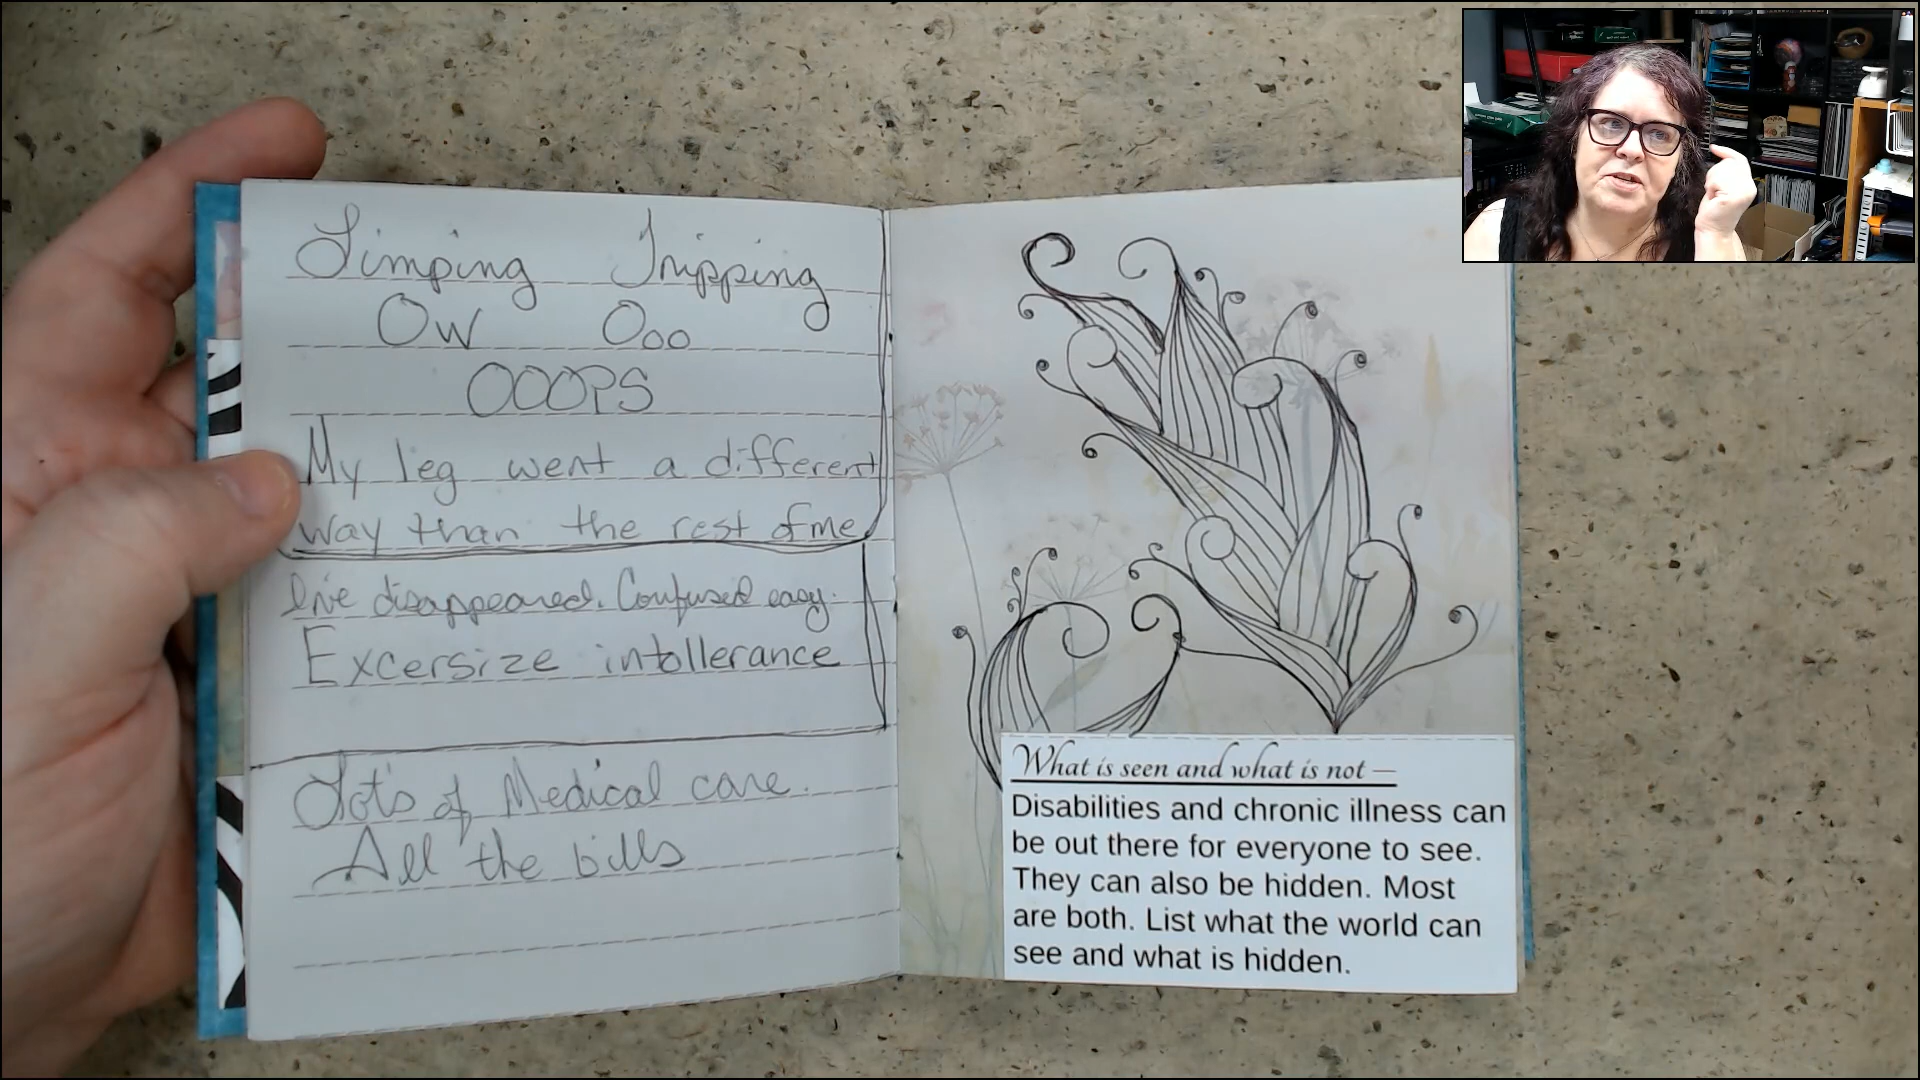 Limping Tripping
Ow Ooo
OOOPS
My leg went a different
way than the rest of me
I've disappeared. Confused easy.
Excersize intollerance
Lots of Medical care.
All the bills
What is seen and what is not —
Disabilities and chronic illness can
be out there for everyone to see.
They can also be hidden. Most
are both. List what the world can
see and what is hidden.